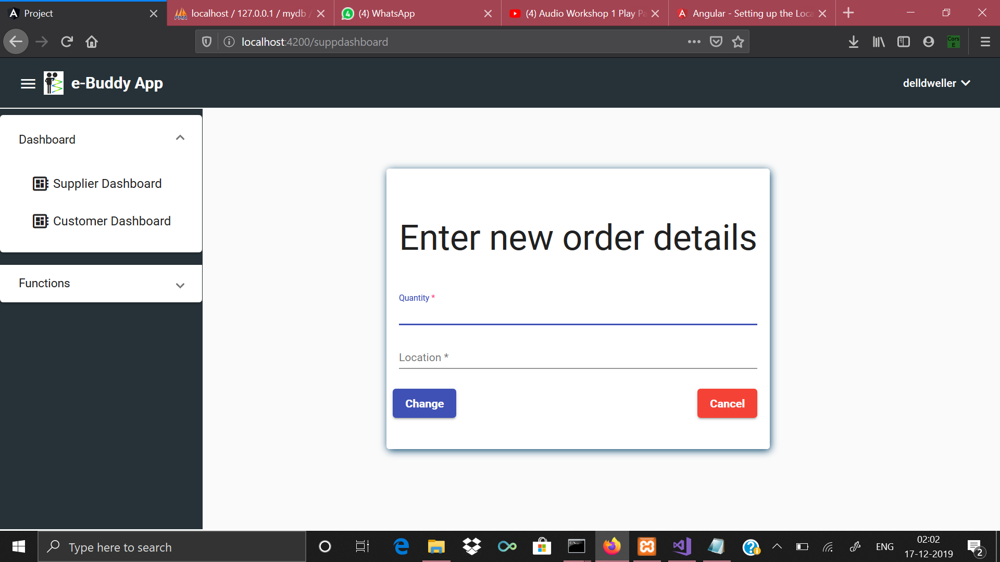 Project
localhost / 127.0.0.1 / mydb /
(4) WhatsApp
(4) Audio Workshop 1 Play Pa
Angular - Setting up the Loca
localhost:4200/suppdashboard
Cors
E
e-Buddy App
delldweller
Dashboard
Supplier Dashboard
Customer Dashboard
Functions
Enter new order details
Quantity *
Location *
Change
Cancel
Type here to search
ENG
02:02
17-12-2019
2